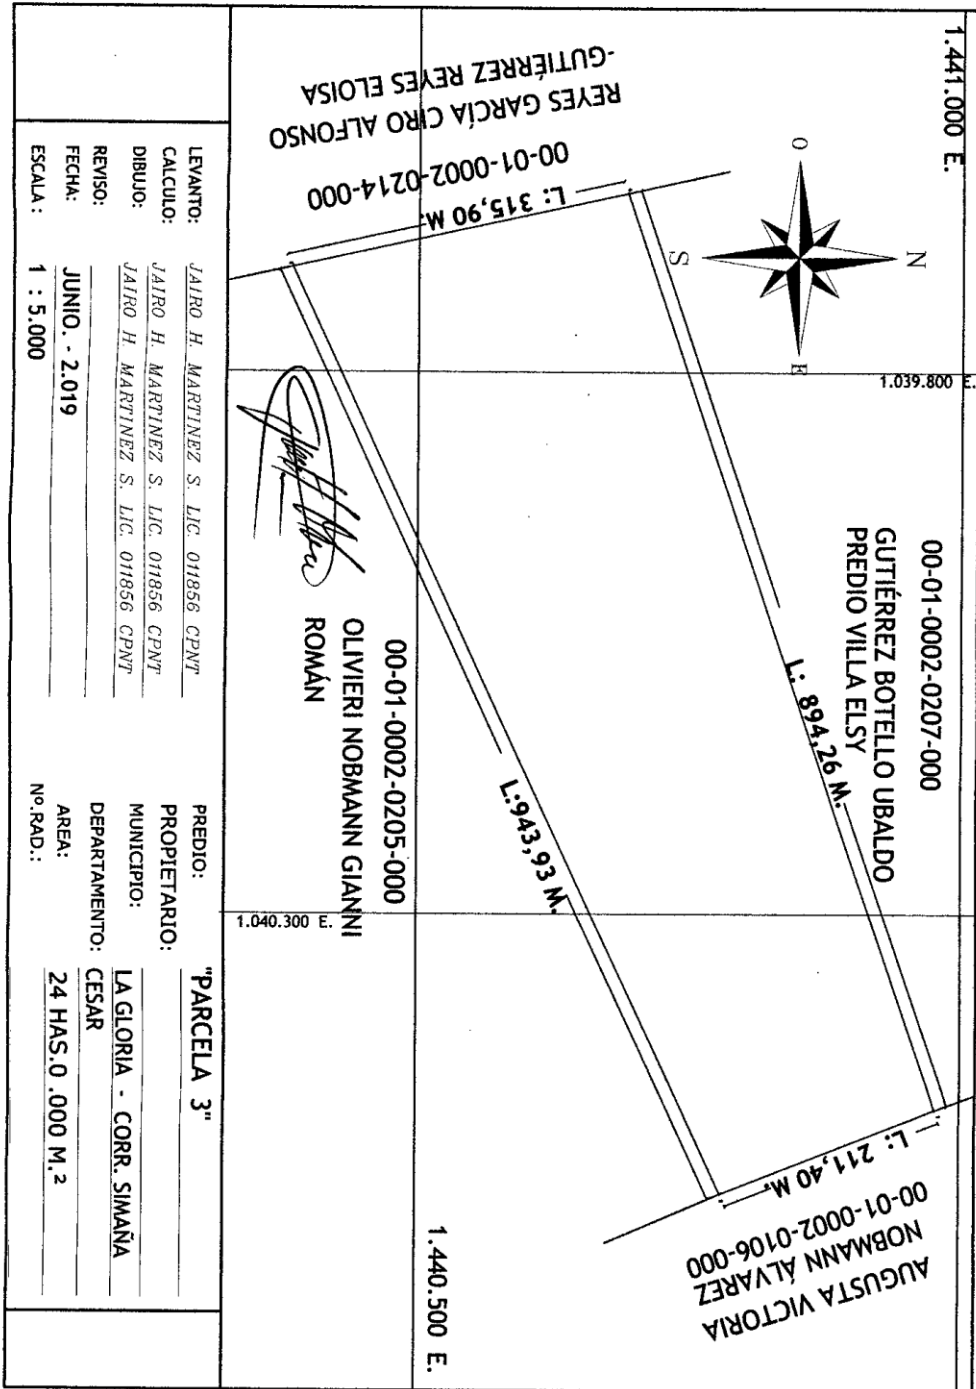 1.441.000 E.
REYES GARCÍA CIRO ALFONSO
-GUTIÉRREZ REYES ELOISA
00-01-0002-0214-000
L: 315,90 M.
N
O
E
S
1.039.800 E.
00-01-0002-0207-000
GUTIÉRREZ BOTELLO UBALDO
PREDIO VILLA ELSY
L: 894,26 M.
L:943,93 M.
00-01-0002-0205-000
OLIVIERI NOBMANN GIANNI
ROMÁN
1.040.300 E.
L: 211,40 M.
AUGUSTA VICTORIA
NOBMANN ÁLVAREZ
00-01-0002-0106-000
1.440.500 E.
LEVANTO: JAIRO H. MARTINEZ S. LIC. 011856 CPNT
CALCULO: JAIRO H. MARTINEZ S. LIC. 011856 CPNT
DIBUJO: JAIRO H. MARTINEZ S. LIC. 011856 CPNT
REVISO:
FECHA: JUNIO. - 2.019
ESCALA : 1 : 5.000
PREDIO: "PARCELA 3"
PROPIETARIO:
MUNICIPIO: LA GLORIA - CORR. SIMAÑA
DEPARTAMENTO: CESAR
AREA: 24 HAS.0 .000 M.²
Nº.RAD.: